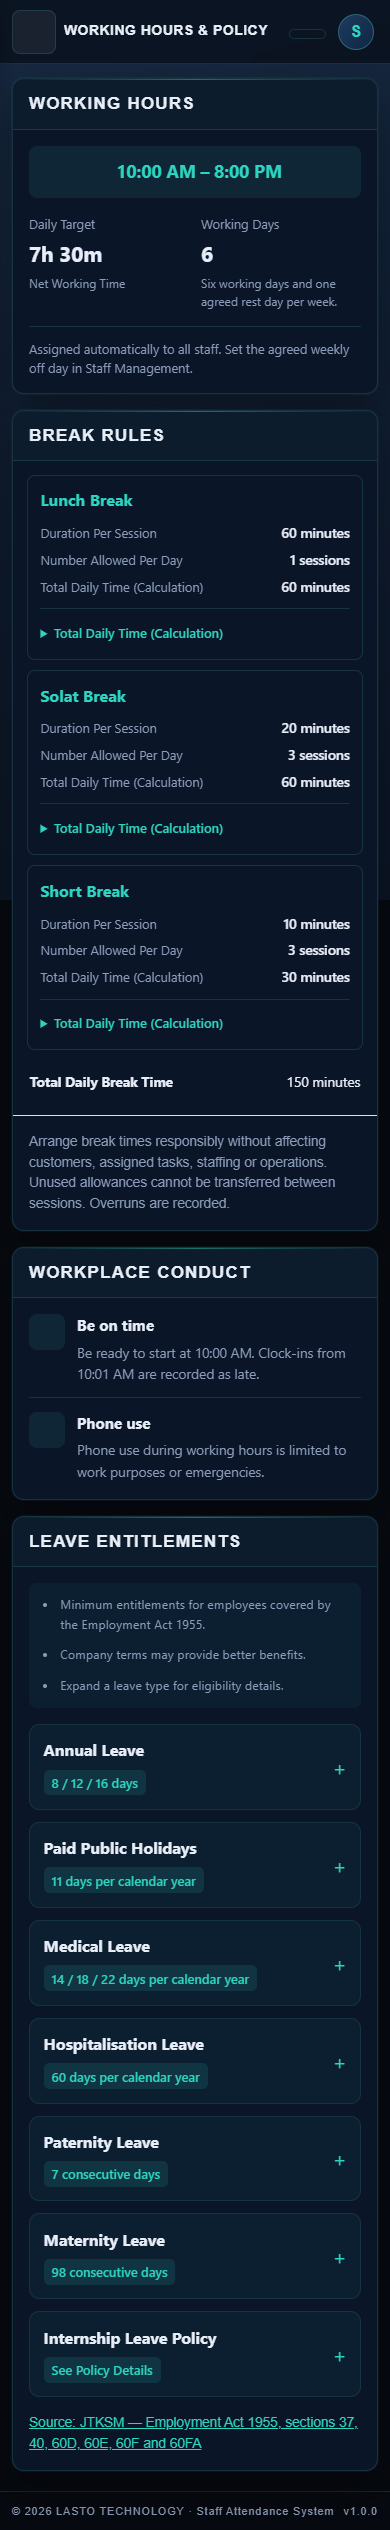 WORKING HOURS & POLICY
S
WORKING HOURS
10:00 AM – 8:00 PM
Daily Target
7h 30m
Net Working Time
Working Days
6
Six working days and one
agreed rest day per week.
Assigned automatically to all staff. Set the agreed weekly
off day in Staff Management.
BREAK RULES
Lunch Break
Duration Per Session 60 minutes
Number Allowed Per Day 1 sessions
Total Daily Time (Calculation) 60 minutes
▶ Total Daily Time (Calculation)
Solat Break
Duration Per Session 20 minutes
Number Allowed Per Day 3 sessions
Total Daily Time (Calculation) 60 minutes
▶ Total Daily Time (Calculation)
Short Break
Duration Per Session 10 minutes
Number Allowed Per Day 3 sessions
Total Daily Time (Calculation) 30 minutes
▶ Total Daily Time (Calculation)
Total Daily Break Time 150 minutes
Arrange break times responsibly without affecting
customers, assigned tasks, staffing or operations.
Unused allowances cannot be transferred between
sessions. Overruns are recorded.
WORKPLACE CONDUCT
Be on time
Be ready to start at 10:00 AM. Clock-ins from
10:01 AM are recorded as late.
Phone use
Phone use during working hours is limited to
work purposes or emergencies.
LEAVE ENTITLEMENTS
• Minimum entitlements for employees covered by
the Employment Act 1955.
• Company terms may provide better benefits.
• Expand a leave type for eligibility details.
Annual Leave
8 / 12 / 16 days
+
Paid Public Holidays
11 days per calendar year
+
Medical Leave
14 / 18 / 22 days per calendar year
+
Hospitalisation Leave
60 days per calendar year
+
Paternity Leave
7 consecutive days
+
Maternity Leave
98 consecutive days
+
Internship Leave Policy
See Policy Details
+
Source: JTKSM — Employment Act 1955, sections 37,
40, 60D, 60E, 60F and 60FA
© 2026 LASTO TECHNOLOGY · Staff Attendance System v1.0.0